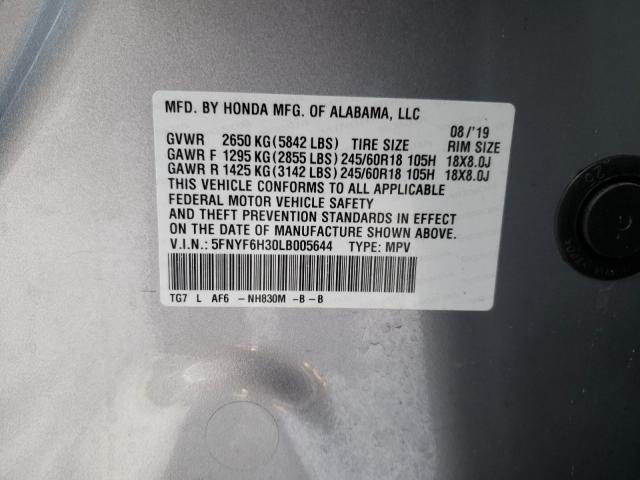 MFD. BY HONDA MFG. OF ALABAMA, LLC
08/'19
GVWR 2650 KG (5842 LBS) TIRE SIZE RIM SIZE
GAWR F 1295 KG (2855 LBS) 245/60R18 105H 18X8.0J
GAWR R 1425 KG (3142 LBS) 245/60R18 105H 18X8.0J
THIS VEHICLE CONFORMS TO ALL APPLICABLE
FEDERAL MOTOR VEHICLE SAFETY
AND THEFT PREVENTION STANDARDS IN EFFECT
ON THE DATE OF MANUFACTURE SHOWN ABOVE.
V.I.N.: 5FNYF6H30LB005644 TYPE: MPV
TG7 L AF6 -NH830M -B -B